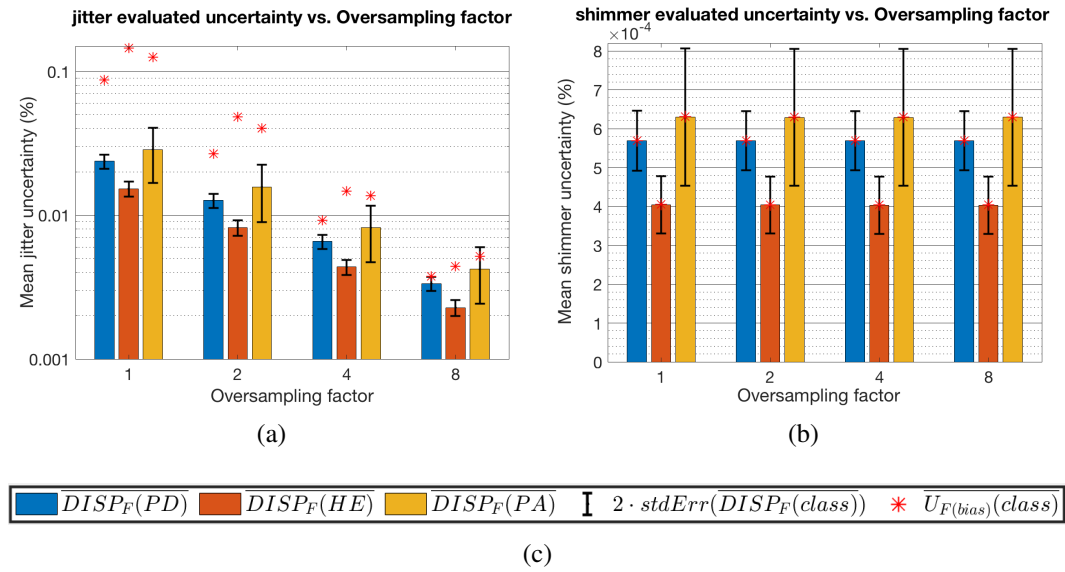 jitter evaluated uncertainty vs. Oversampling factor
Mean jitter uncertainty (%)
0.1
0.01
0.001
1 2 4 8
Oversampling factor
(a)
shimmer evaluated uncertainty vs. Oversampling factor
×10⁻⁴
Mean shimmer uncertainty (%)
8
7
6
5
4
3
2
1
0
1 2 4 8
Oversampling factor
(b)
DISP_F(PD) DISP_F(HE) DISP_F(PA) 2 · stdErr(DISP_F(class)) U_F(bias)(class)
(c)